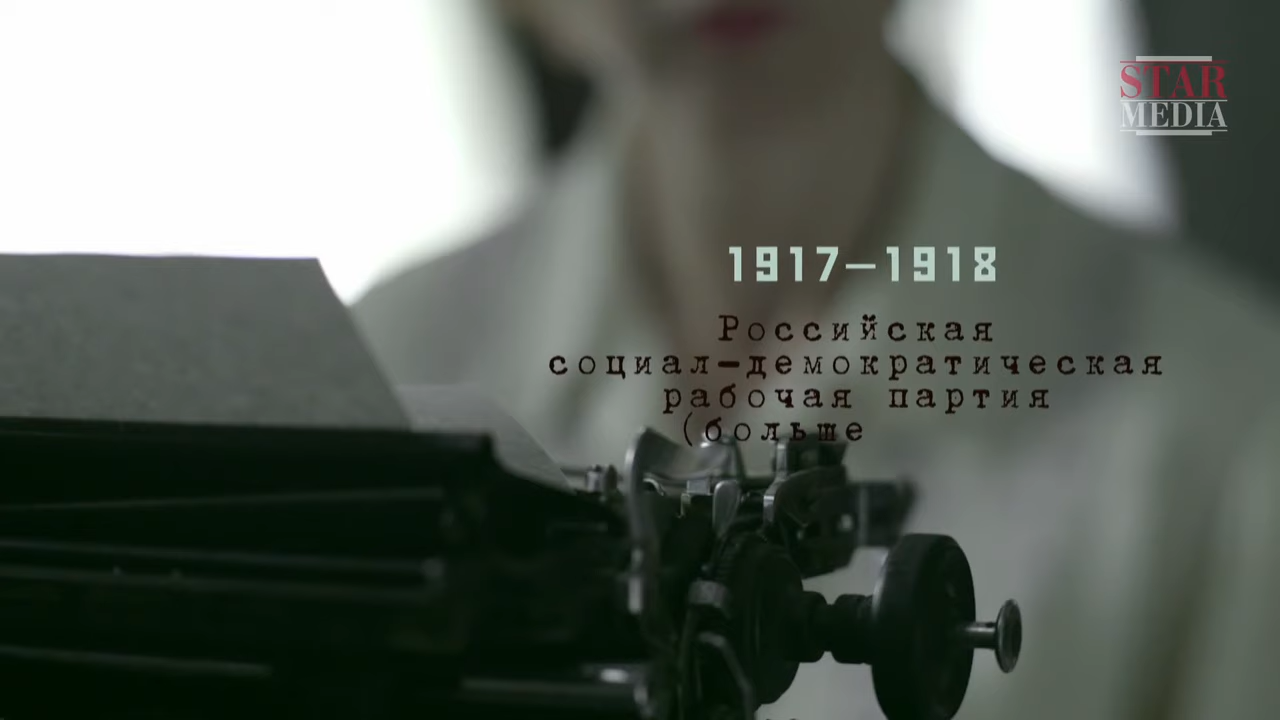 STAR
MEDIA
1917—1918
Российская
социал-демократическая
рабочая партия
(больше